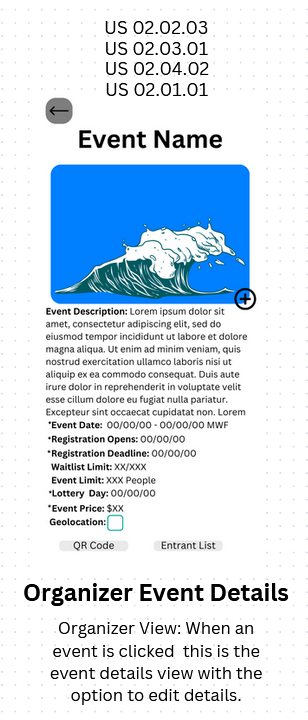 US 02.02.03
US 02.03.01
US 02.04.02
US 02.01.01
Event Name
Event Description: Lorem ipsum dolor sit
amet, consectetur adipiscing elit, sed do
eiusmod tempor incididunt ut labore et dolore
magna aliqua. Ut enim ad minim veniam, quis
nostrud exercitation ullamco laboris nisi ut
aliquip ex ea commodo consequat. Duis aute
irure dolor in reprehenderit in voluptate velit
esse cillum dolore eu fugiat nulla pariatur.
Excepteur sint occaecat cupidatat non. Lorem
*Event Date: 00/00/00 - 00/00/00 MWF
*Registration Opens: 00/00/00
*Registration Deadline: 00/00/00
Waitlist Limit: XX/XXX
Event Limit: XXX People
*Lottery Day: 00/00/00
*Event Price: $XX
Geolocation:
QR Code Entrant List
Organizer Event Details
Organizer View: When an
event is clicked this is the
event details view with the
option to edit details.